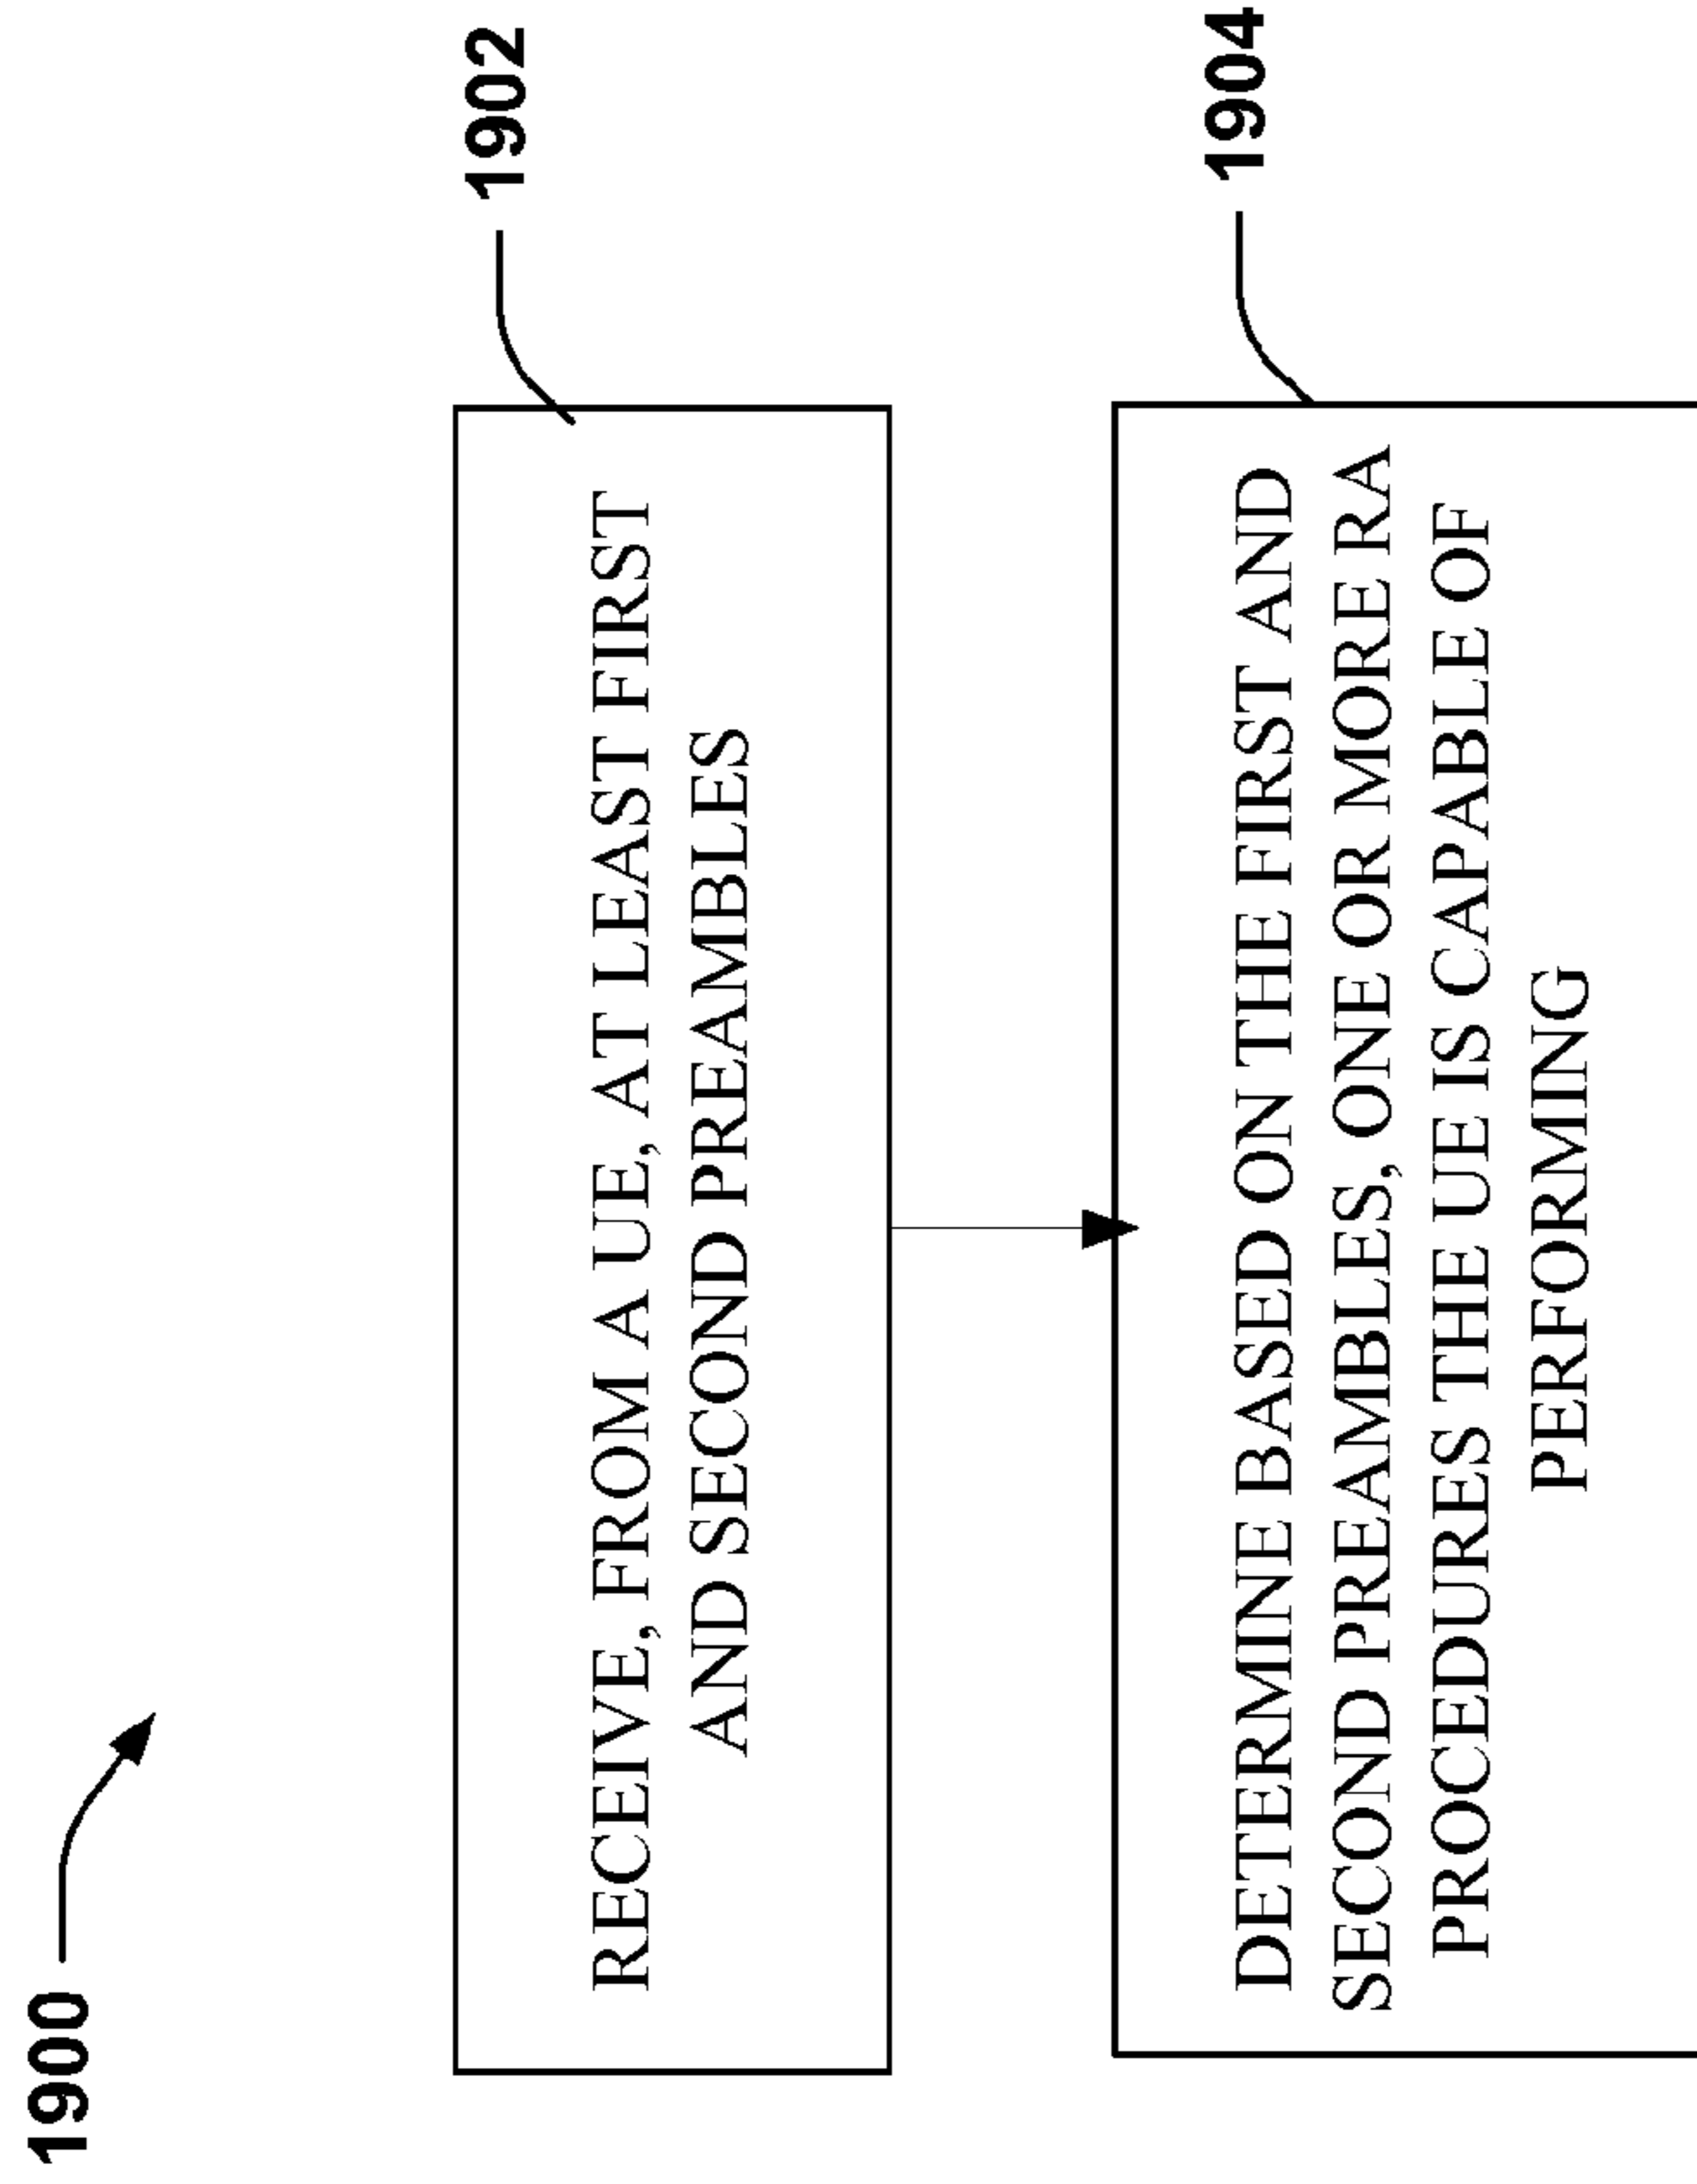 1900
1902
RECEIVE, FROM A UE, AT LEAST FIRST
AND SECOND PREAMBLES
1904
DETERMINE BASED ON THE FIRST AND
SECOND PREAMBLES, ONE OR MORE RA
PROCEDURES THE UE IS CAPABLE OF
PERFORMING